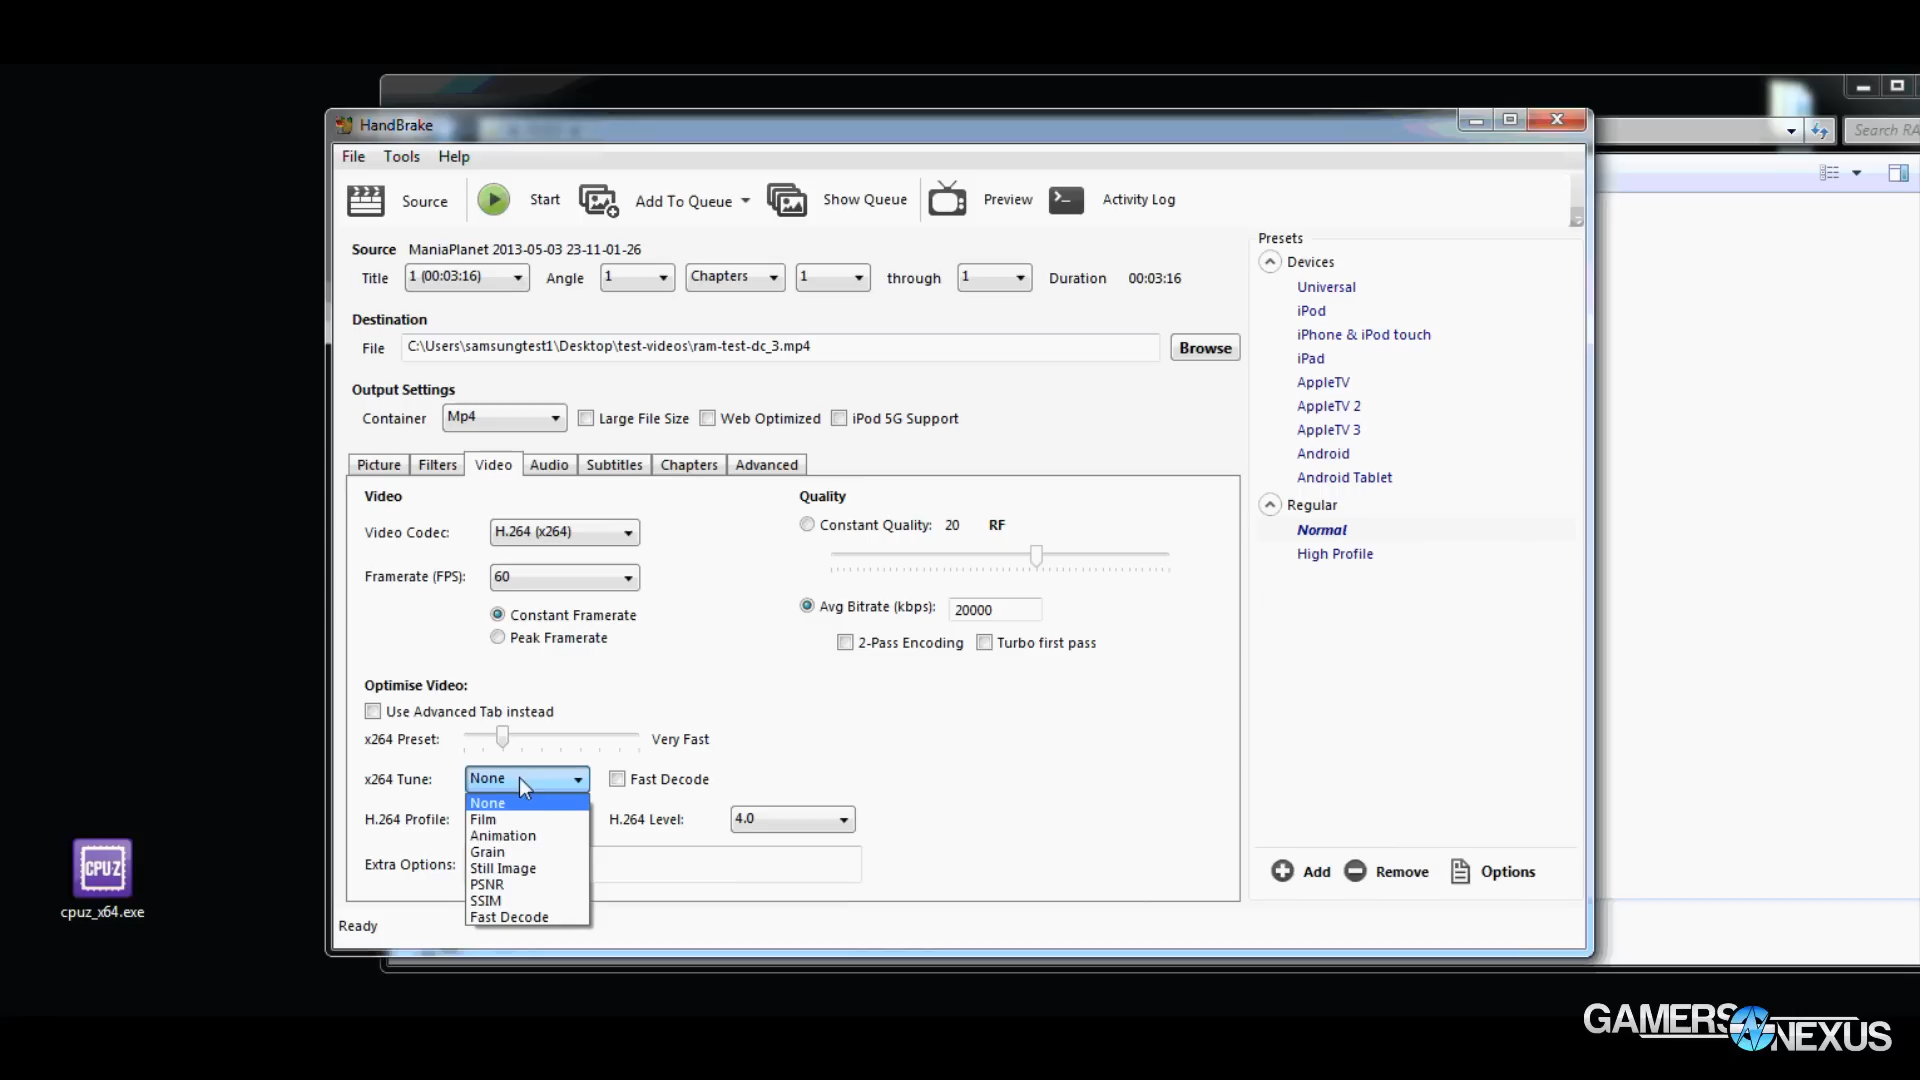 Search RA
HandBrake
File Tools Help
Source Start Add To Queue Show Queue Preview Activity Log
Source ManiaPlanet 2013-05-03 23-11-01-26
Title 1 (00:03:16) Angle 1 Chapters 1 through 1 Duration 00:03:16
Destination
File C:\Users\samsungtest1\Desktop\test-videos\ram-test-dc_3.mp4 Browse
Output Settings
Container Mp4 Large File Size Web Optimized iPod 5G Support
Picture Filters Video Audio Subtitles Chapters Advanced
Video
Video Codec: H.264 (x264)
Framerate (FPS): 60
Constant Framerate
Peak Framerate
Quality
Constant Quality: 20 RF
Avg Bitrate (kbps): 20000
2-Pass Encoding Turbo first pass
Optimise Video:
Use Advanced Tab instead
x264 Preset: Very Fast
x264 Tune: None Fast Decode
None
Film
Animation
Grain
Still Image
PSNR
SSIM
Fast Decode
H.264 Profile: H.264 Level: 4.0
Extra Options:
Ready
Presets
Devices
Universal
iPod
iPhone & iPod touch
iPad
AppleTV
AppleTV 2
AppleTV 3
Android
Android Tablet
Regular
Normal
High Profile
Add Remove Options
CPU-Z
cpuz_x64.exe
GAMERS NEXUS